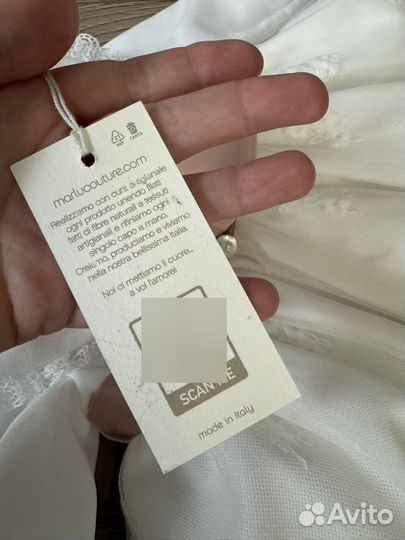 PAP
CARTA
marlucouture.com
Realizziamo con cura artigianale
ogni prodotto unendo filati
fatti di fibre naturali a tessuti
artigianali e rifiniamo ogni
singolo capo a mano.
Creiamo, produciamo e viviamo
nella nostra bellissima Italia.
Noi ci mettiamo il cuore...
a voi l'amore!
SCAN ME
made in Italy
Avito